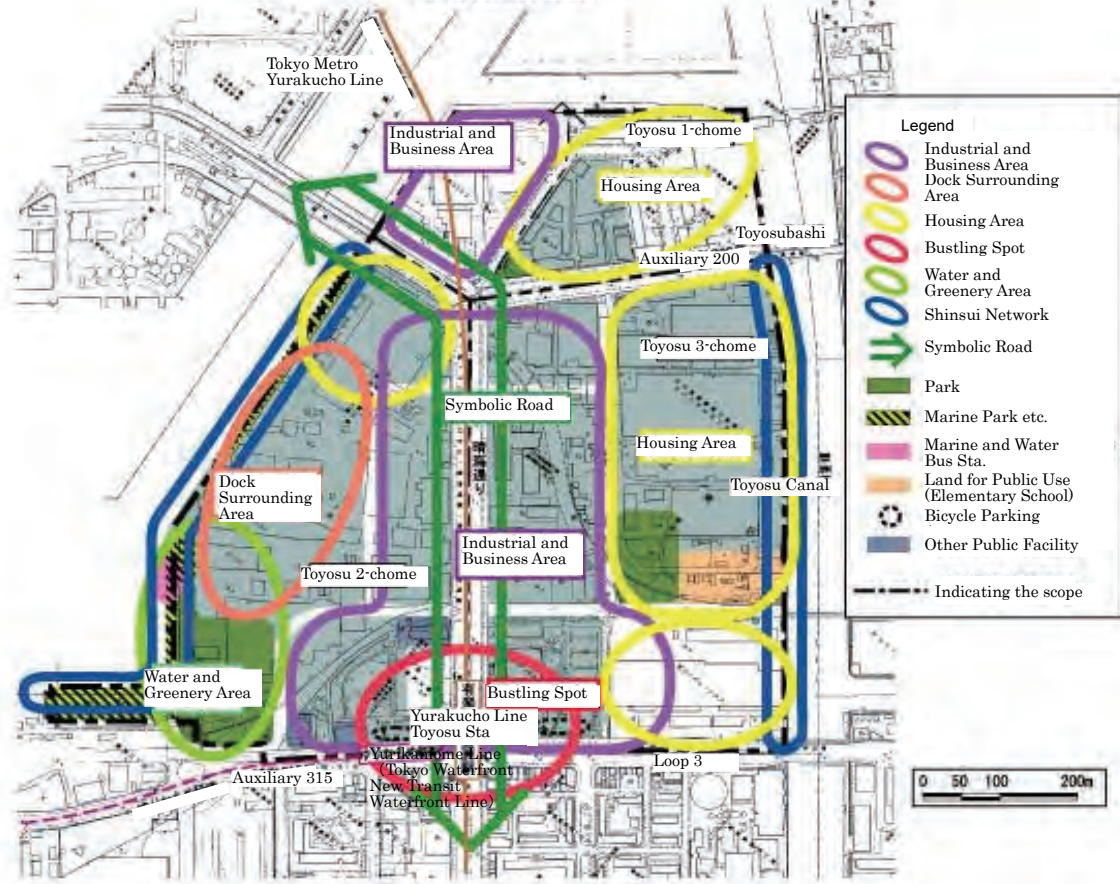 Tokyo Metro
Yurakucho Line
Industrial and
Business Area
Toyosu 1-chome
Housing Area
Toyosubashi
Auxiliary 200
Toyosu 3-chome
Symbolic Road
Housing Area
Dock
Surrounding
Area
Toyosu Canal
晴海通り
Industrial and
Business Area
Toyosu 2-chome
Water and
Greenery Area
Bustling Spot
Yurakucho Line
Toyosu Sta
Yurikamome Line
(Tokyo Waterfront
New Transit
Waterfront Line)
Loop 3
Auxiliary 315
Legend
Industrial and
Business Area
Dock Surrounding
Area
Housing Area
Bustling Spot
Water and
Greenery Area
Shinsui Network
Symbolic Road
Park
Marine Park etc.
Marine and Water
Bus Sta.
Land for Public Use
(Elementary School)
Bicycle Parking
Other Public Facility
Indicating the scope
0 50 100 200m